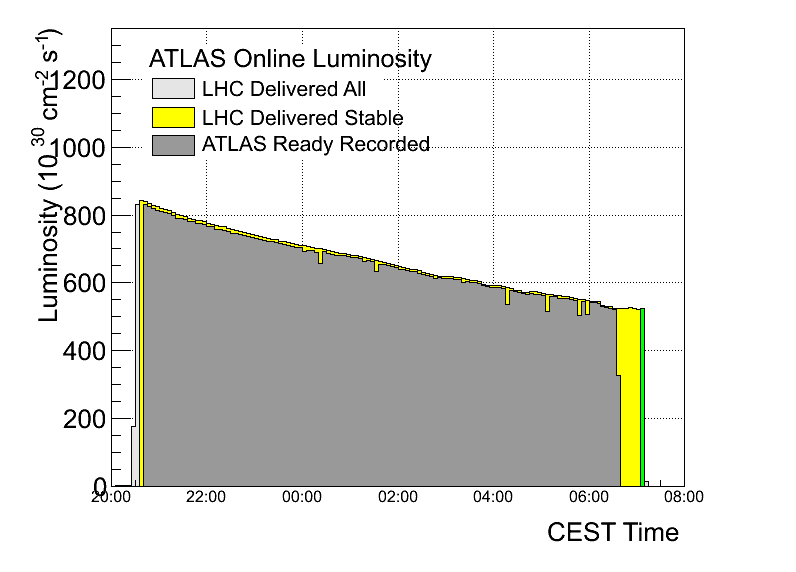 ATLAS Online Luminosity
LHC Delivered All
LHC Delivered Stable
ATLAS Ready Recorded
Luminosity (10^30 cm^-2 s^-1)
1200
1000
800
600
400
200
0
20:00 22:00 00:00 02:00 04:00 06:00 08:00
CEST Time